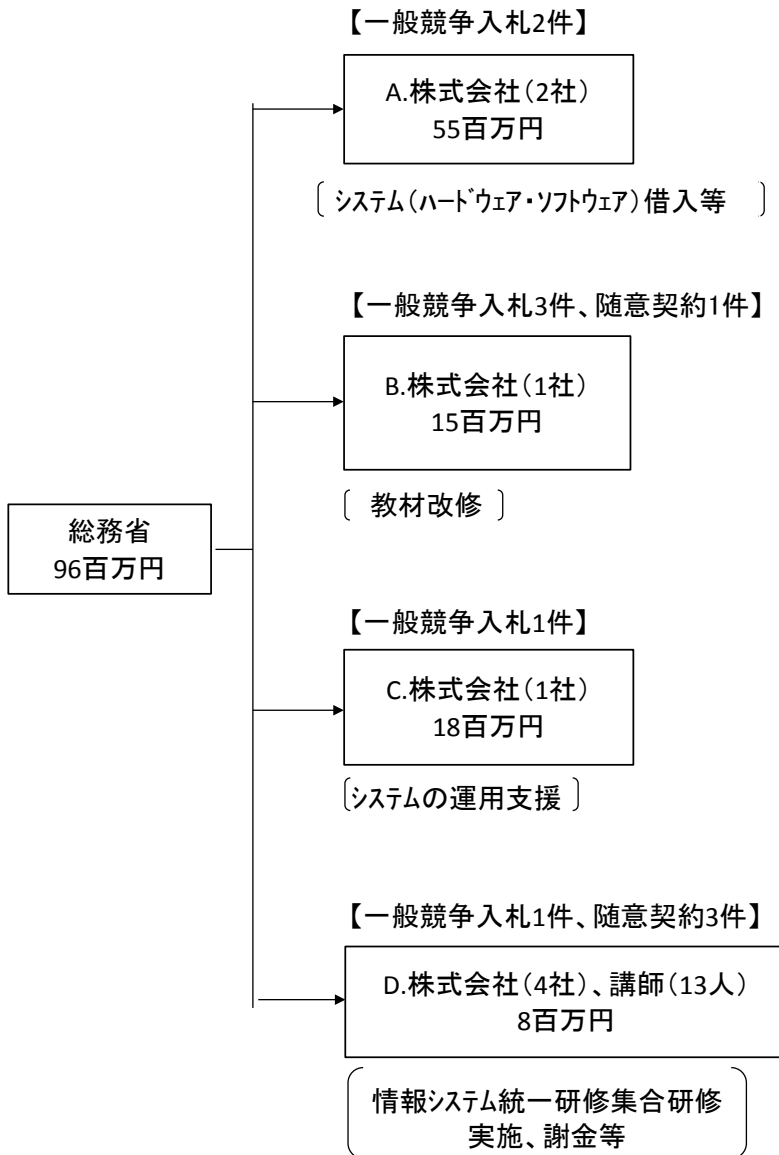 【一般競争入札2件】
A.株式会社(2社)
55百万円
システム(ハードウェア・ソフトウェア)借入等
【一般競争入札3件、随意契約1件】
B.株式会社(1社)
15百万円
教材改修
総務省
96百万円
【一般競争入札1件】
C.株式会社(1社)
18百万円
システムの運用支援
【一般競争入札1件、随意契約3件】
D.株式会社(4社)、講師(13人)
8百万円
情報システム統一研修集合研修
実施、謝金等